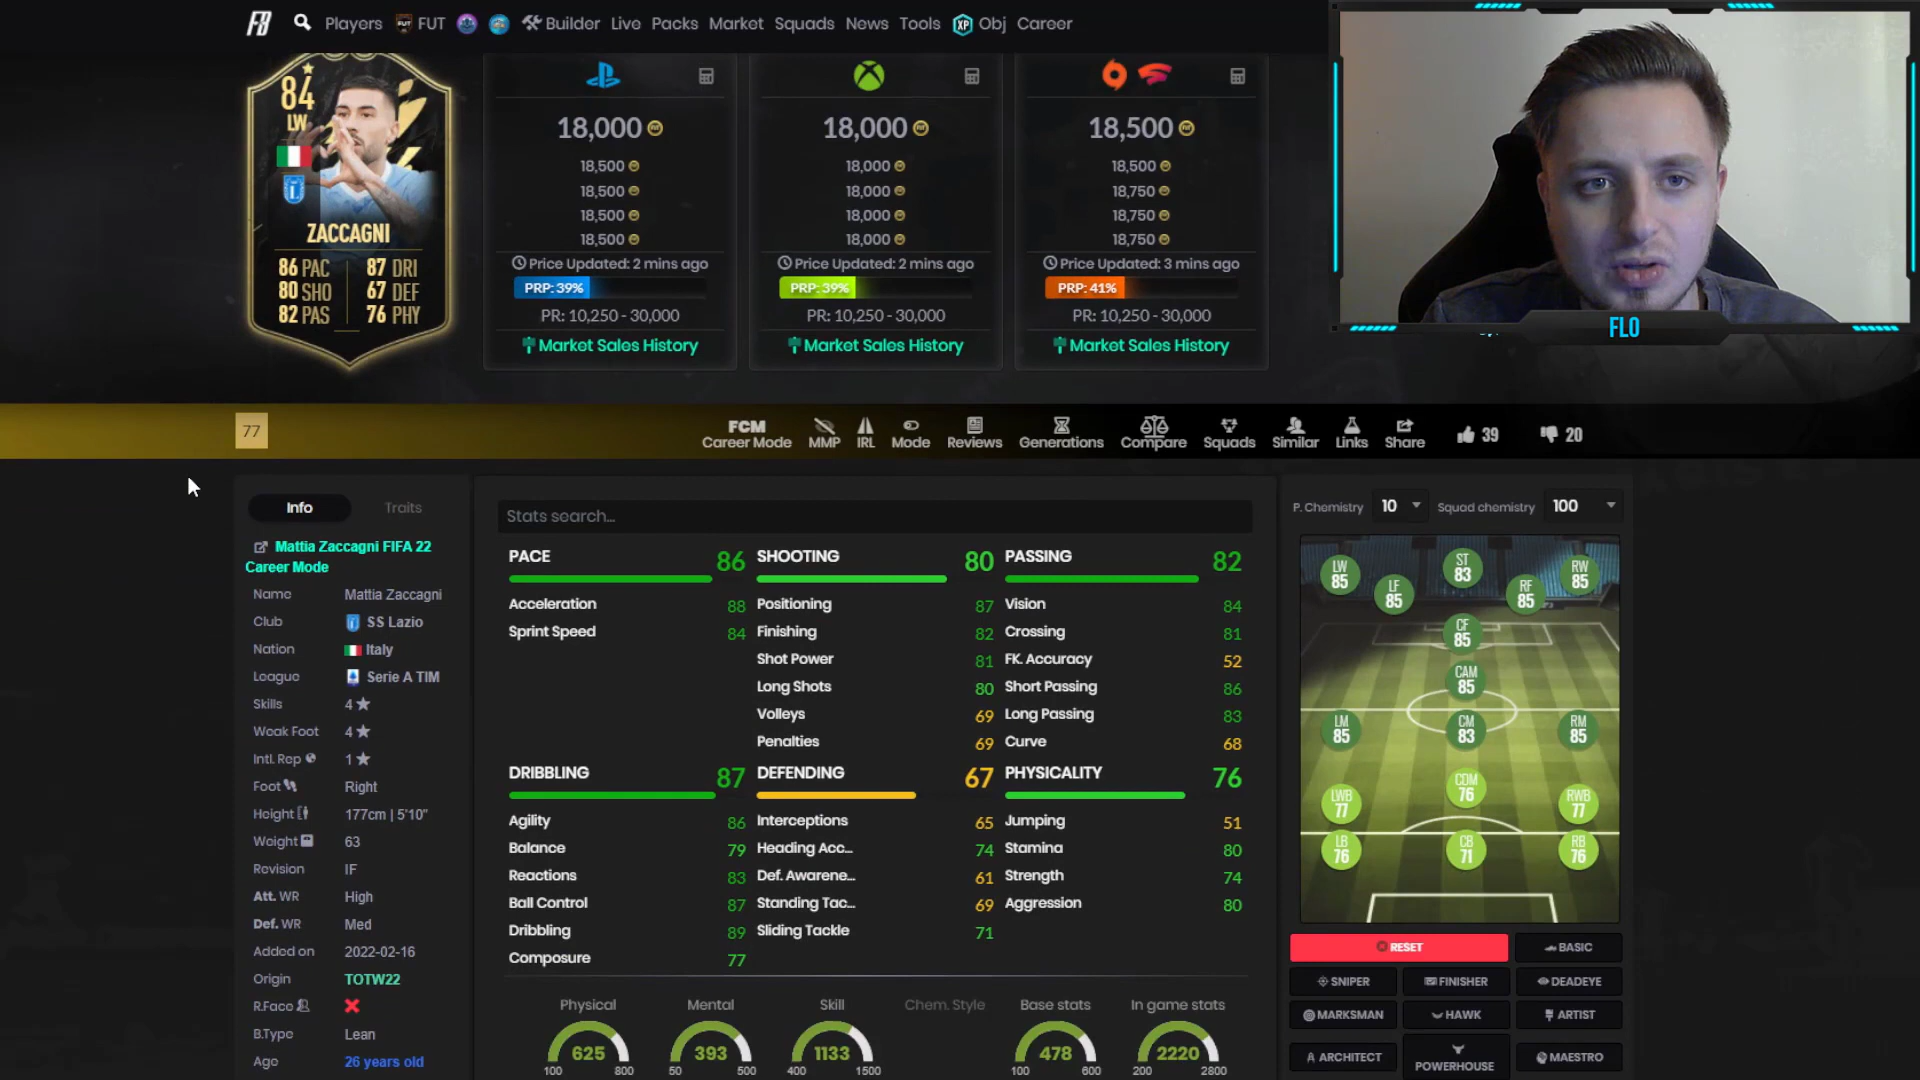 Players FUT Builder Live Packs Market Squads News Tools XP Obj Career
84
LW
ZACCAGNI
86 PAC 87 DRI
80 SHO 67 DEF
82 PAS 76 PHY
18,000
18,500
18,500
18,500
18,500
Price Updated: 2 mins ago
PRP: 39%
PR: 10,250 - 30,000
Market Sales History
18,000
18,000
18,000
18,000
18,000
Price Updated: 2 mins ago
PRP: 39%
PR: 10,250 - 30,000
Market Sales History
18,500
18,500
18,750
18,750
18,750
Price Updated: 3 mins ago
PRP: 41%
PR: 10,250 - 30,000
Market Sales History
FLO
77
FCM
Career Mode MMP IRL Mode Reviews Generations Compare Squads Similar Links Share 39 20
Info Traits
Mattia Zaccagni FIFA 22
Career Mode
Name Mattia Zaccagni
Club SS Lazio
Nation Italy
League Serie A TIM
Skills 4
Weak Foot 4
Intl. Rep 1
Foot Right
Height 177cm | 5'10"
Weight 63
Revision IF
Att. WR High
Def. WR Med
Added on 2022-02-16
Origin TOTW22
R.Face
B.Type Lean
Age 26 years old
Stats search...
PACE 86
Acceleration 88
Sprint Speed 84
SHOOTING 80
Positioning 87
Finishing 82
Shot Power 81
Long Shots 80
Volleys 69
Penalties 69
PASSING 82
Vision 84
Crossing 81
FK. Accuracy 52
Short Passing 86
Long Passing 83
Curve 68
DRIBBLING 87
Agility 86
Balance 79
Reactions 83
Ball Control 87
Dribbling 89
Composure 77
DEFENDING 67
Interceptions 65
Heading Acc... 74
Def. Awarene... 61
Standing Tac... 69
Sliding Tackle 71
PHYSICALITY 76
Jumping 51
Stamina 80
Strength 74
Aggression 80
Physical Mental Skill Chem. Style Base stats In game stats
625 393 1133 478 2220
100 800 50 500 400 1500 100 600 200 2800
P. Chemistry 10 Squad chemistry 100
LW 85
ST 83
RW 85
LF 85
RF 85
CF 85
CAM 85
LM 85
CM 83
RM 85
CDM 76
LWB 77
RWB 77
LB 76
CB 71
RB 76
RESET BASIC
SNIPER FINISHER DEADEYE
MARKSMAN HAWK ARTIST
ARCHITECT POWERHOUSE MAESTRO